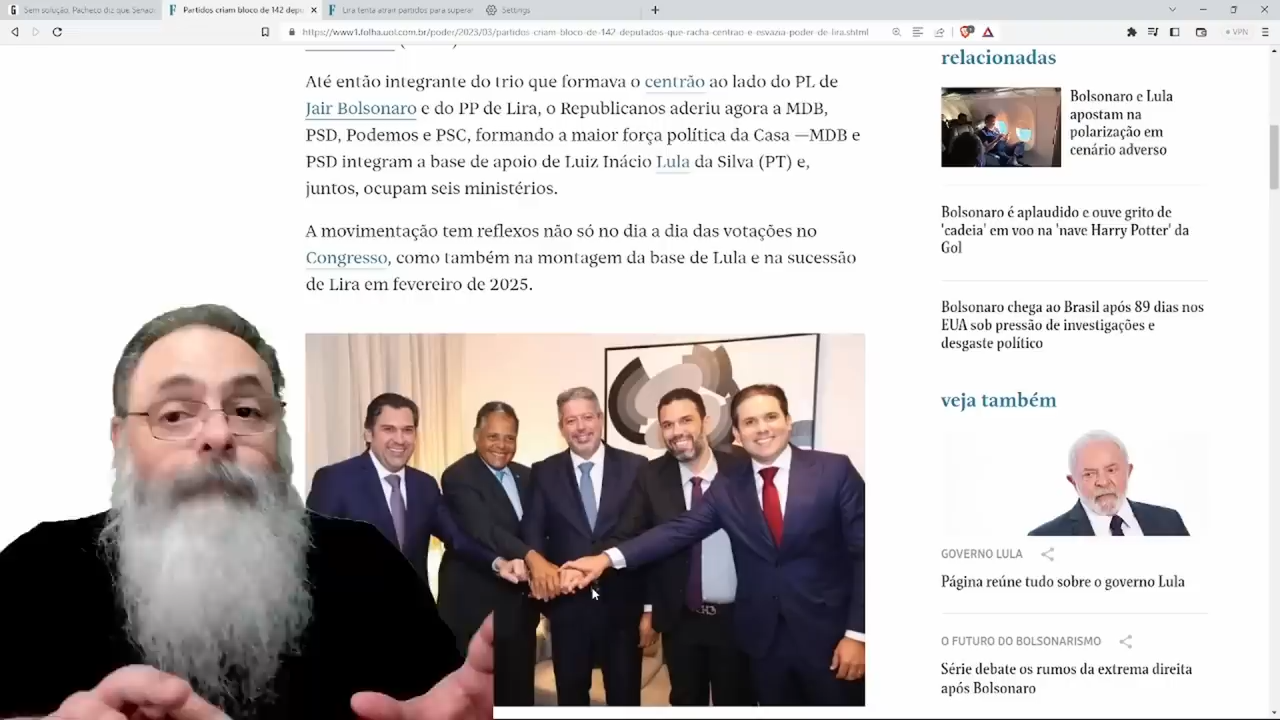 Sem solução, Pacheco diz que Senado
Partidos criam bloco de 142 depu
Lira tenta atrair partidos para superar
Settings
https://www1.folha.uol.com.br/poder/2023/03/partidos-criam-bloco-de-142-deputados-que-racha-centrao-e-esvazia-poder-de-lira.shtml
VPN
Até então integrante do trio que formava o centrão ao lado do PL de
Jair Bolsonaro e do PP de Lira, o Republicanos aderiu agora a MDB,
PSD, Podemos e PSC, formando a maior força política da Casa —MDB e
PSD integram a base de apoio de Luiz Inácio Lula da Silva (PT) e,
juntos, ocupam seis ministérios.
A movimentação tem reflexos não só no dia a dia das votações no
Congresso, como também na montagem da base de Lula e na sucessão
de Lira em fevereiro de 2025.
relacionadas
Bolsonaro e Lula
apostam na
polarização em
cenário adverso
Bolsonaro é aplaudido e ouve grito de
'cadeia' em voo na 'nave Harry Potter' da
Gol
Bolsonaro chega ao Brasil após 89 dias nos
EUA sob pressão de investigações e
desgaste político
veja também
GOVERNO LULA
Página reúne tudo sobre o governo Lula
O FUTURO DO BOLSONARISMO
Série debate os rumos da extrema direita
após Bolsonaro